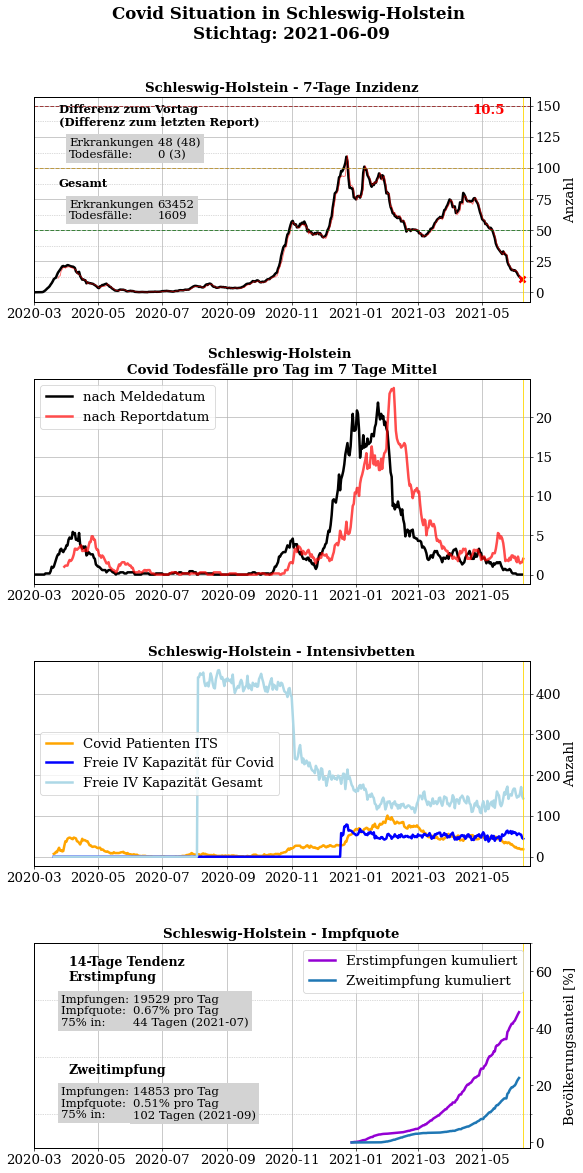 Covid Situation in Schleswig-Holstein
Stichtag: 2021-06-09
Schleswig-Holstein - 7-Tage Inzidenz
Differenz zum Vortag
(Differenz zum letzten Report)
Erkrankungen 48 (48)
Todesfälle: 0 (3)
Gesamt
Erkrankungen 63452
Todesfälle: 1609
10.5
150
125
100
75
50
25
0
Anzahl
2020-03 2020-05 2020-07 2020-09 2020-11 2021-01 2021-03 2021-05
Schleswig-Holstein
Covid Todesfälle pro Tag im 7 Tage Mittel
nach Meldedatum
nach Reportdatum
20
15
10
5
0
2020-03 2020-05 2020-07 2020-09 2020-11 2021-01 2021-03 2021-05
Schleswig-Holstein - Intensivbetten
Covid Patienten ITS
Freie IV Kapazität für Covid
Freie IV Kapazität Gesamt
400
300
200
100
0
Anzahl
2020-03 2020-05 2020-07 2020-09 2020-11 2021-01 2021-03 2021-05
Schleswig-Holstein - Impfquote
14-Tage Tendenz
Erstimpfung
Impfungen: 19529 pro Tag
Impfquote: 0.67% pro Tag
75% in: 44 Tagen (2021-07)
Zweitimpfung
Impfungen: 14853 pro Tag
Impfquote: 0.51% pro Tag
75% in: 102 Tagen (2021-09)
Erstimpfungen kumuliert
Zweitimpfung kumuliert
60
40
20
0
Bevölkerungsanteil [%]
2020-03 2020-05 2020-07 2020-09 2020-11 2021-01 2021-03 2021-05